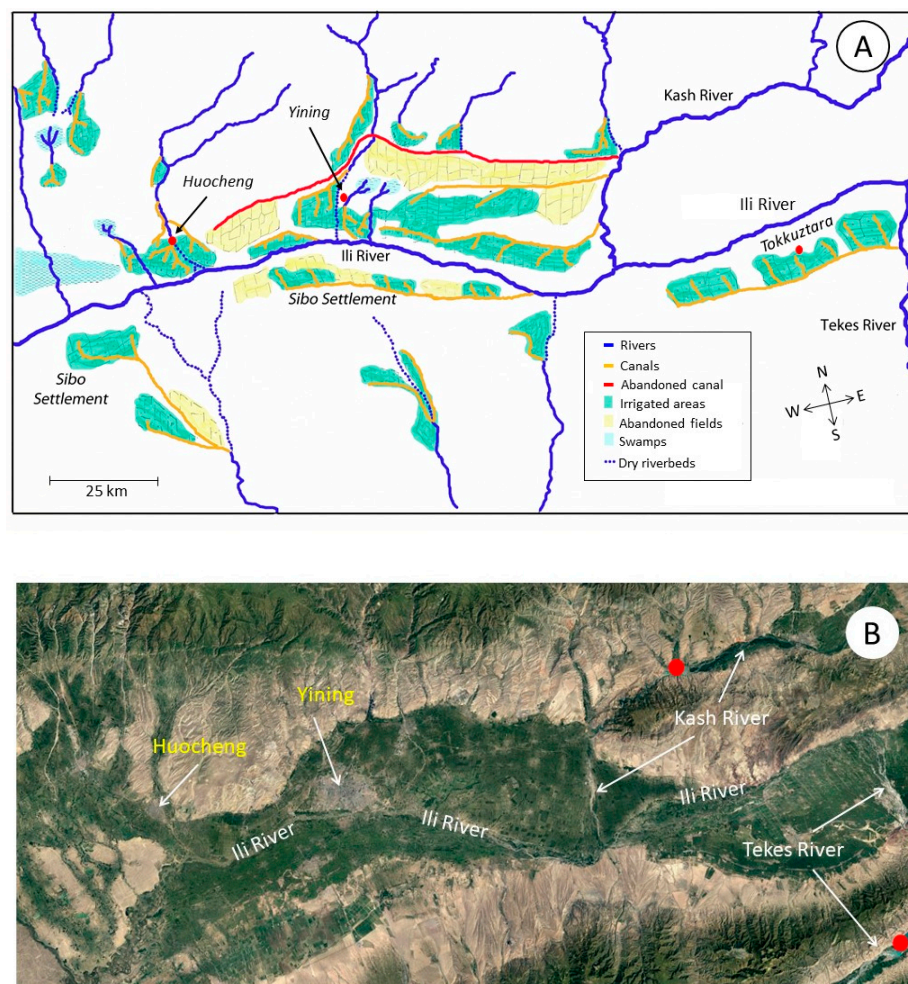 A
Kash River
Yining
Huocheng
Ili River
Tokkuztara
Ili River
Sibo Settlement
Tekes River
Sibo
Settlement
Rivers
Canals
Abandoned canal
Irrigated areas
Abandoned fields
Swamps
Dry riverbeds
N
W E
S
25 km
B
Yining
Kash River
Huocheng
Ili River
Ili River
Ili River
Tekes River